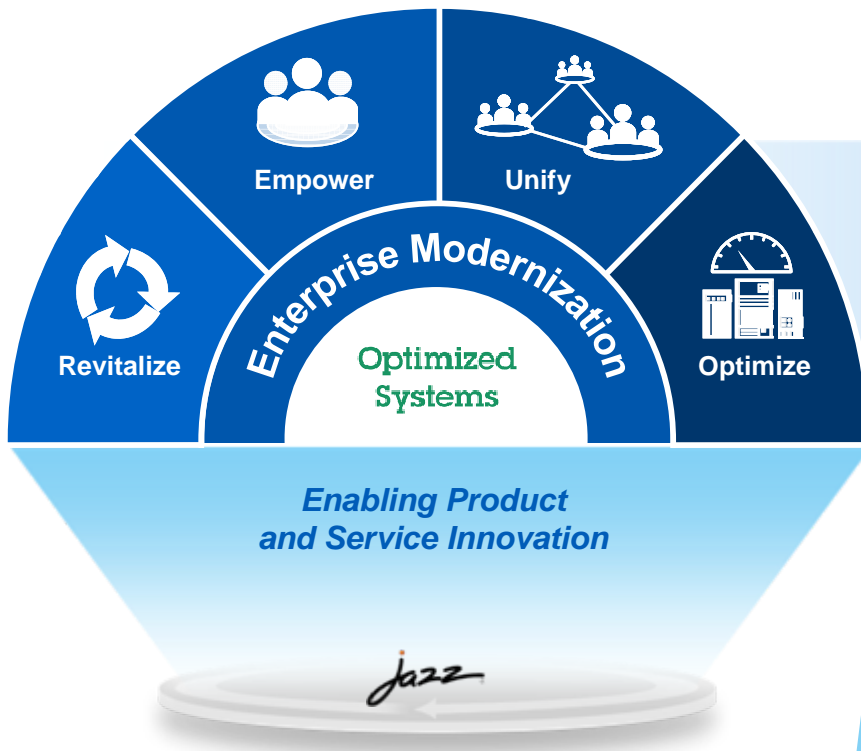 Empower
Unify
Revitalize
Optimize
Enterprise Modernization
Optimized
Systems
Enabling Product
and Service Innovation
jazz